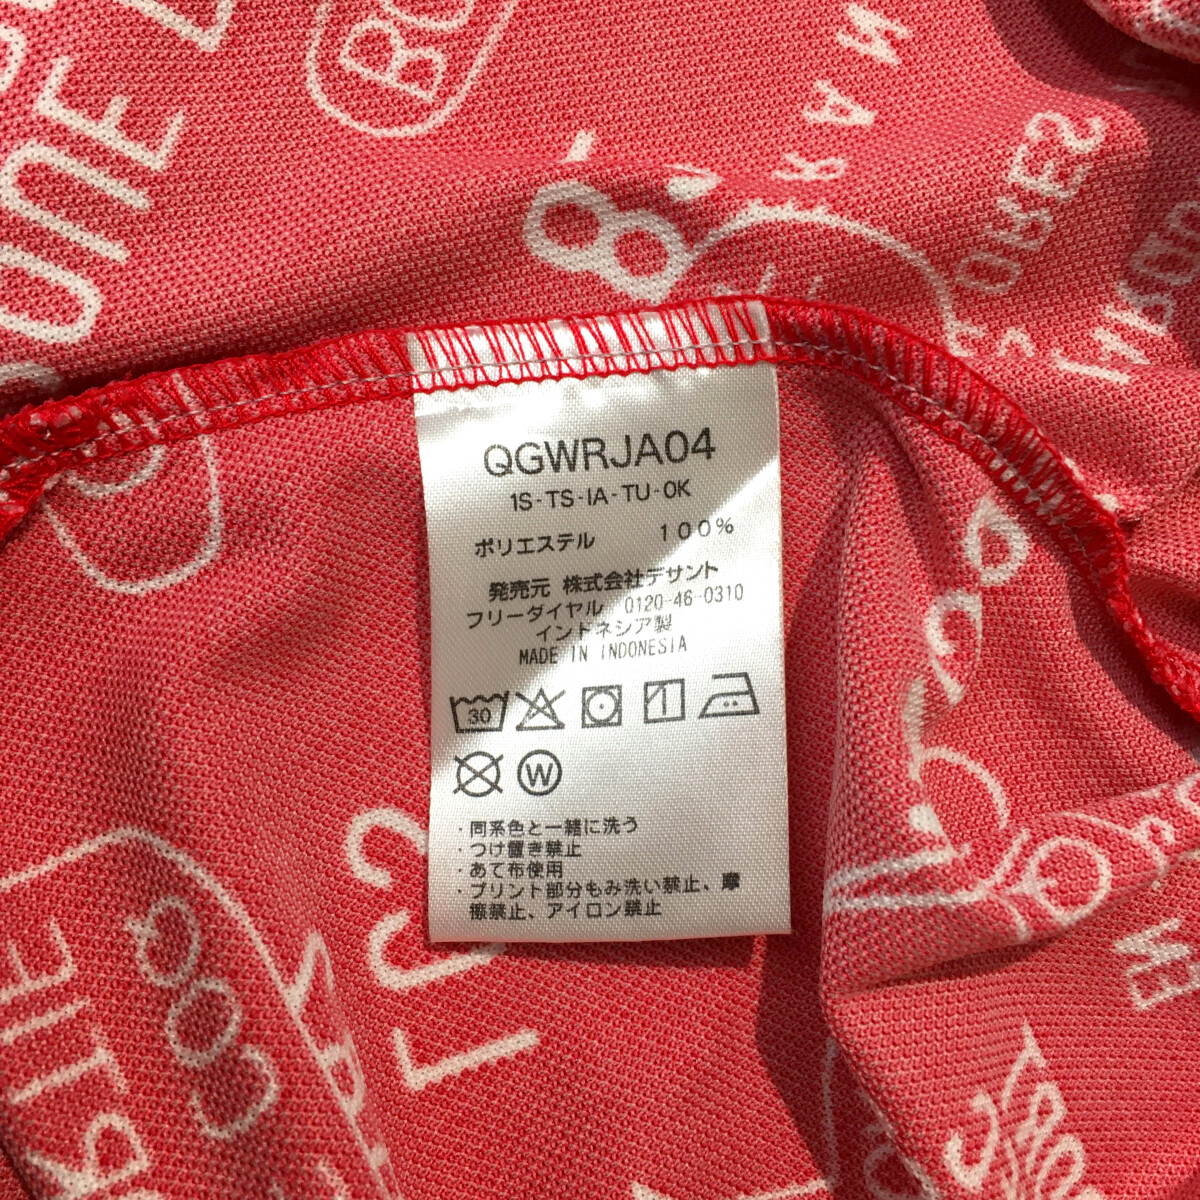 QGWRJA04
1S-TS-IA-TU-OK
ポリエステル 100%
発売元 株式会社デサント
フリーダイヤル 0120-46-0310
インドネシア製
MADE IN INDONESIA
30
1
W
・同系色と一緒に洗う
・つけ置き禁止
・あて布使用
・プリント部分もみ洗い禁止、摩
擦禁止、アイロン禁止